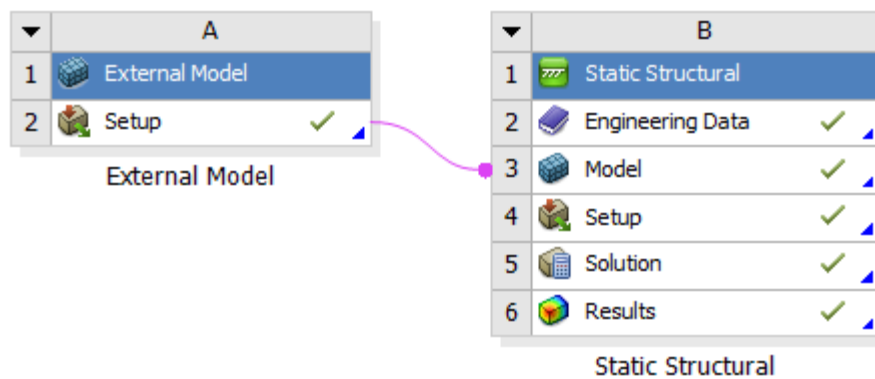 A
1 External Model
2 Setup
External Model
B
1 Static Structural
2 Engineering Data
3 Model
4 Setup
5 Solution
6 Results
Static Structural